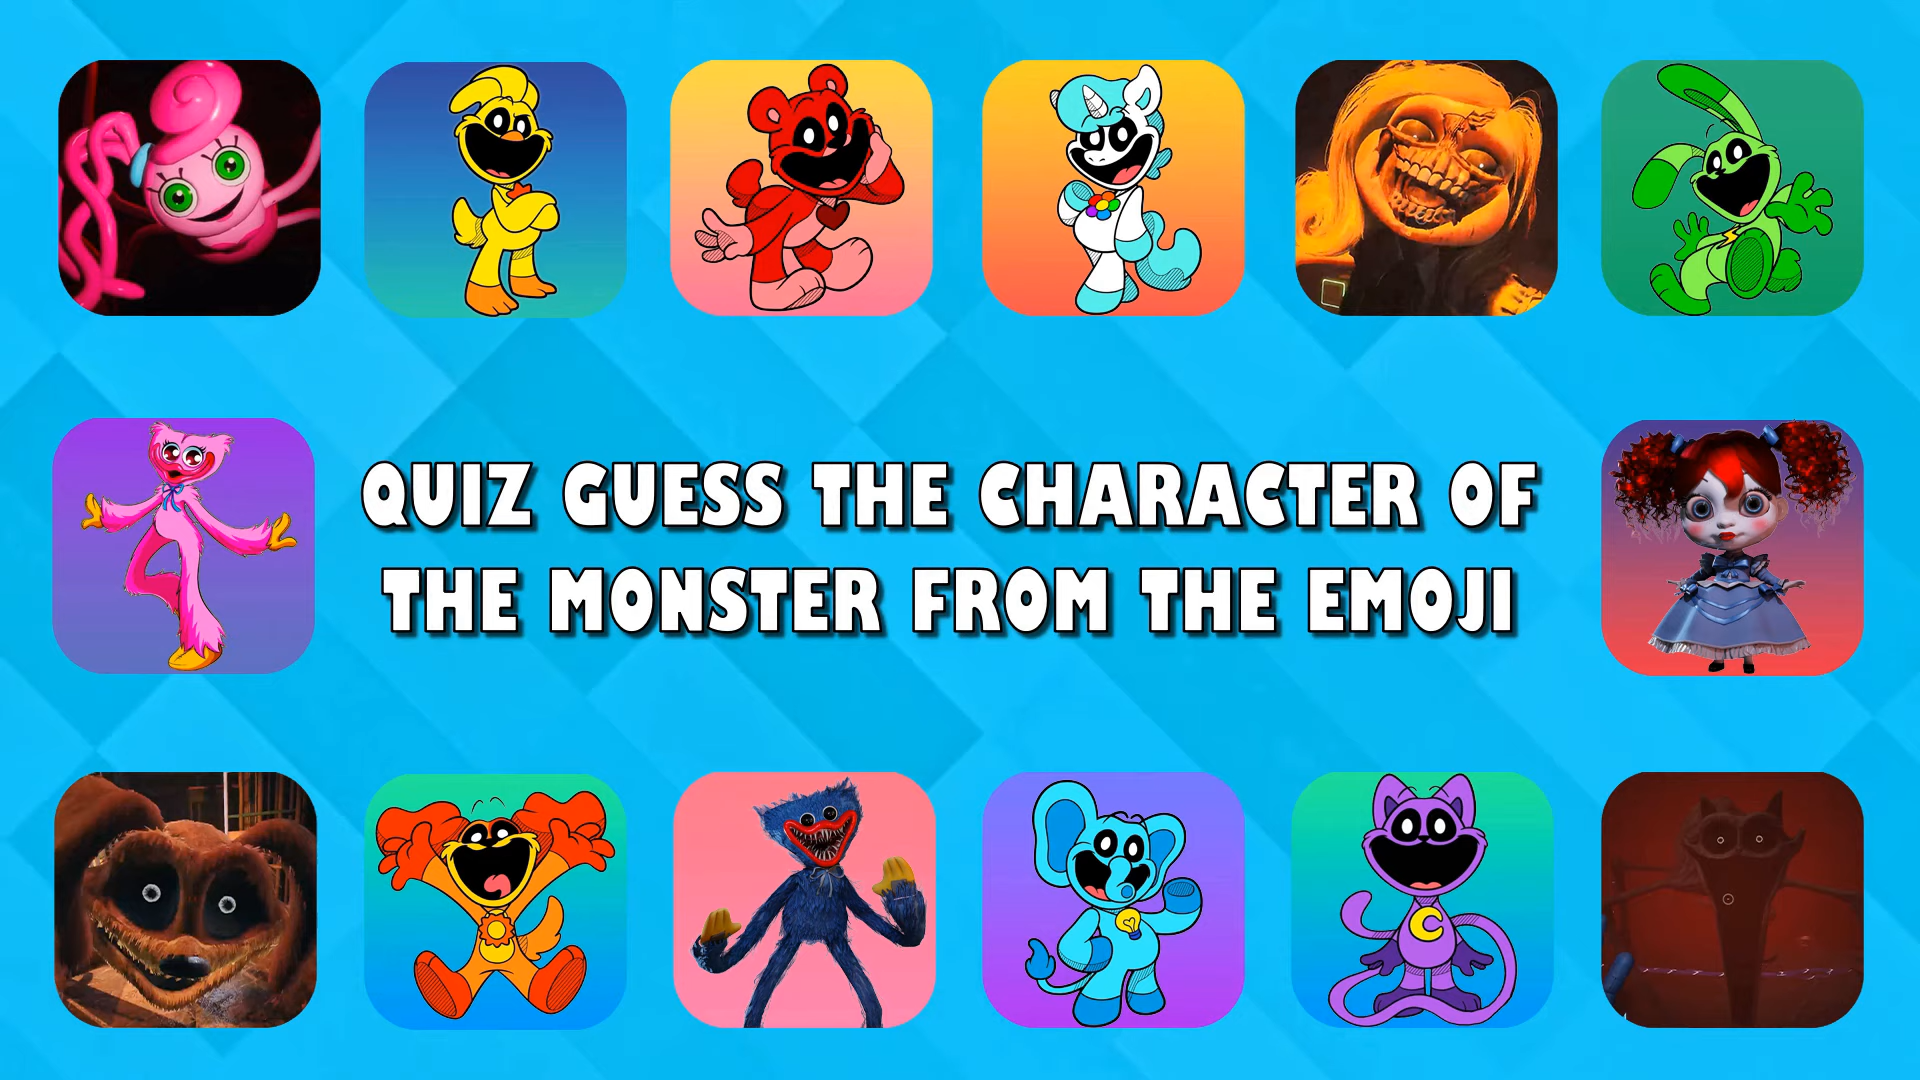 QUIZ GUESS THE CHARACTER OF
THE MONSTER FROM THE EMOJI